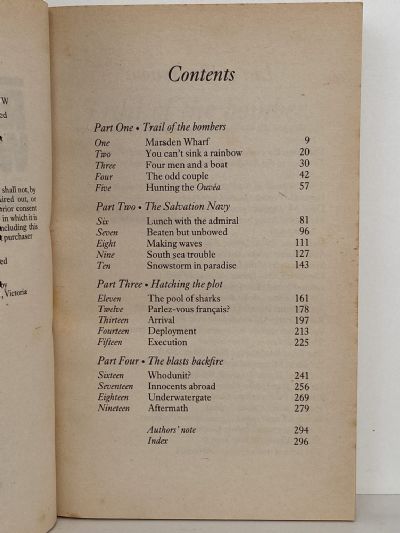 W
ed
shall not, by
ired out, or
rior consent
in which it is
ncluding this
purchaser
ed
by
, Victoria
Contents
Part One • Trail of the bombers
One Marsden Wharf 9
Two You can't sink a rainbow 20
Three Four men and a boat 30
Four The odd couple 42
Five Hunting the Ouvéa 57
Part Two • The Salvation Navy
Six Lunch with the admiral 81
Seven Beaten but unbowed 96
Eight Making waves 111
Nine South sea trouble 127
Ten Snowstorm in paradise 143
Part Three • Hatching the plot
Eleven The pool of sharks 161
Twelve Parlez-vous français? 178
Thirteen Arrival 197
Fourteen Deployment 213
Fifteen Execution 225
Part Four • The blasts backfire
Sixteen Whodunit? 241
Seventeen Innocents abroad 256
Eighteen Underwatergate 269
Nineteen Aftermath 279
Authors' note 294
Index 296